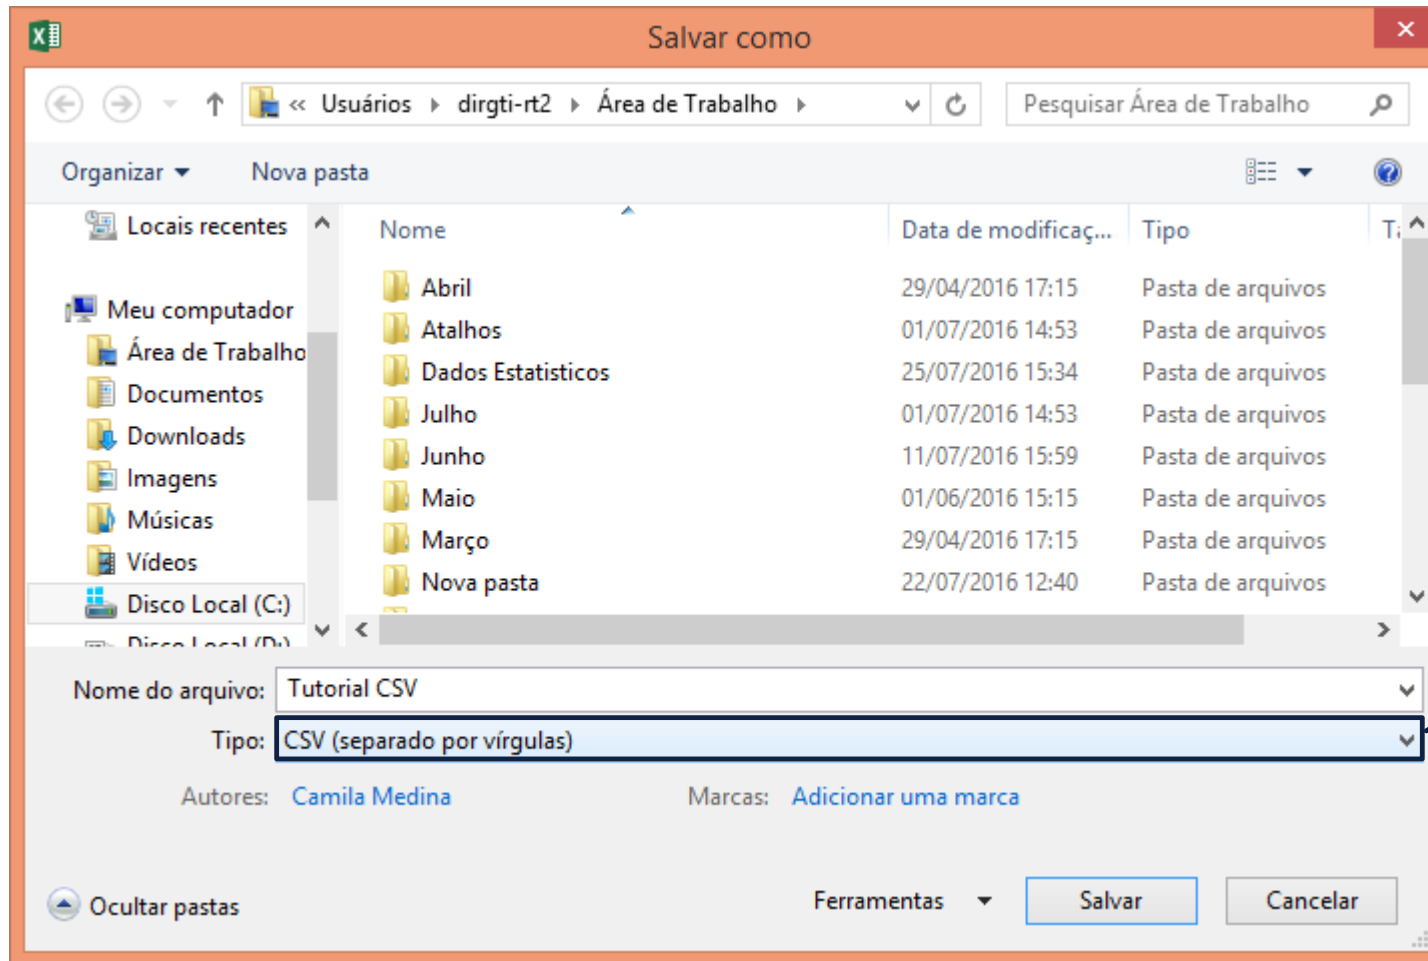 Salvar como
« Usuários dirgti-rt2 Área de Trabalho Pesquisar Área de Trabalho
Organizar Nova pasta
Locais recentes
Meu computador
Área de Trabalho
Documentos
Downloads
Imagens
Músicas
Vídeos
Disco Local (C:)
Disco Local (D:)
Nome Data de modificaç... Tipo
Abril 29/04/2016 17:15 Pasta de arquivos
Atalhos 01/07/2016 14:53 Pasta de arquivos
Dados Estatisticos 25/07/2016 15:34 Pasta de arquivos
Julho 01/07/2016 14:53 Pasta de arquivos
Junho 11/07/2016 15:59 Pasta de arquivos
Maio 01/06/2016 15:15 Pasta de arquivos
Março 29/04/2016 17:15 Pasta de arquivos
Nova pasta 22/07/2016 12:40 Pasta de arquivos
Nome do arquivo: Tutorial CSV
Tipo: CSV (separado por vírgulas)
Autores: Camila Medina Marcas: Adicionar uma marca
Ocultar pastas Ferramentas Salvar Cancelar